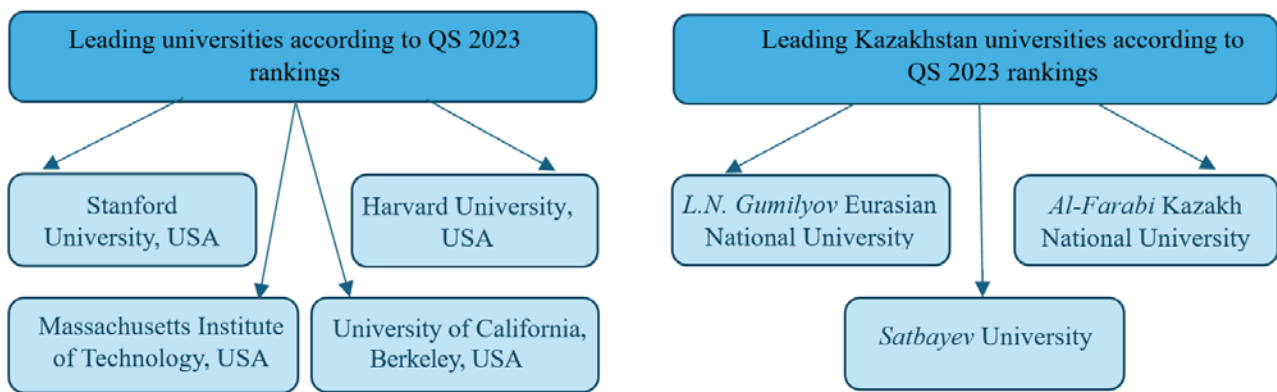 Leading universities according to QS 2023
rankings
Stanford
University, USA
Harvard University,
USA
Massachusetts Institute
of Technology, USA
University of California,
Berkeley, USA
Leading Kazakhstan universities according to
QS 2023 rankings
L.N. Gumilyov Eurasian
National University
Al-Farabi Kazakh
National University
Satbayev University